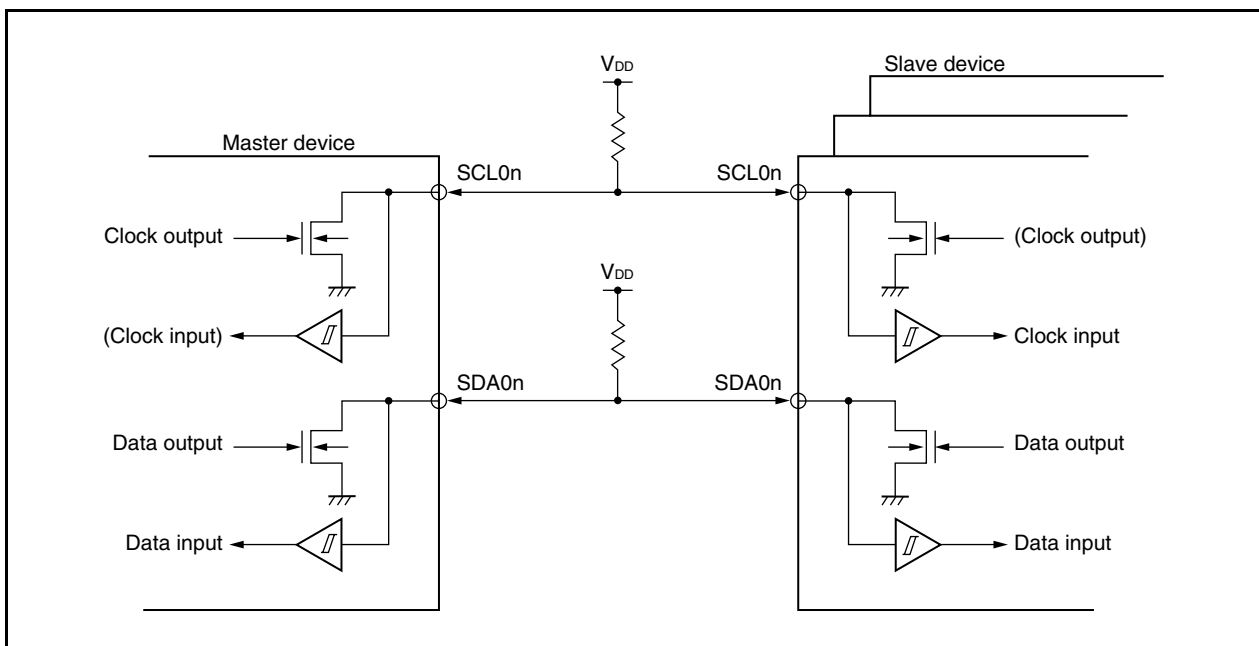 VDD
Slave device
Master device
SCL0n
SCL0n
Clock output
(Clock output)
VDD
(Clock input)
Clock input
SDA0n
SDA0n
Data output
Data output
Data input
Data input